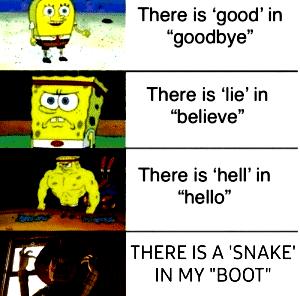 There is 'good' in
"goodbye"
There is 'lie' in
"believe"
There is 'hell' in
"hello"
THERE IS A 'SNAKE'
IN MY "BOOT"